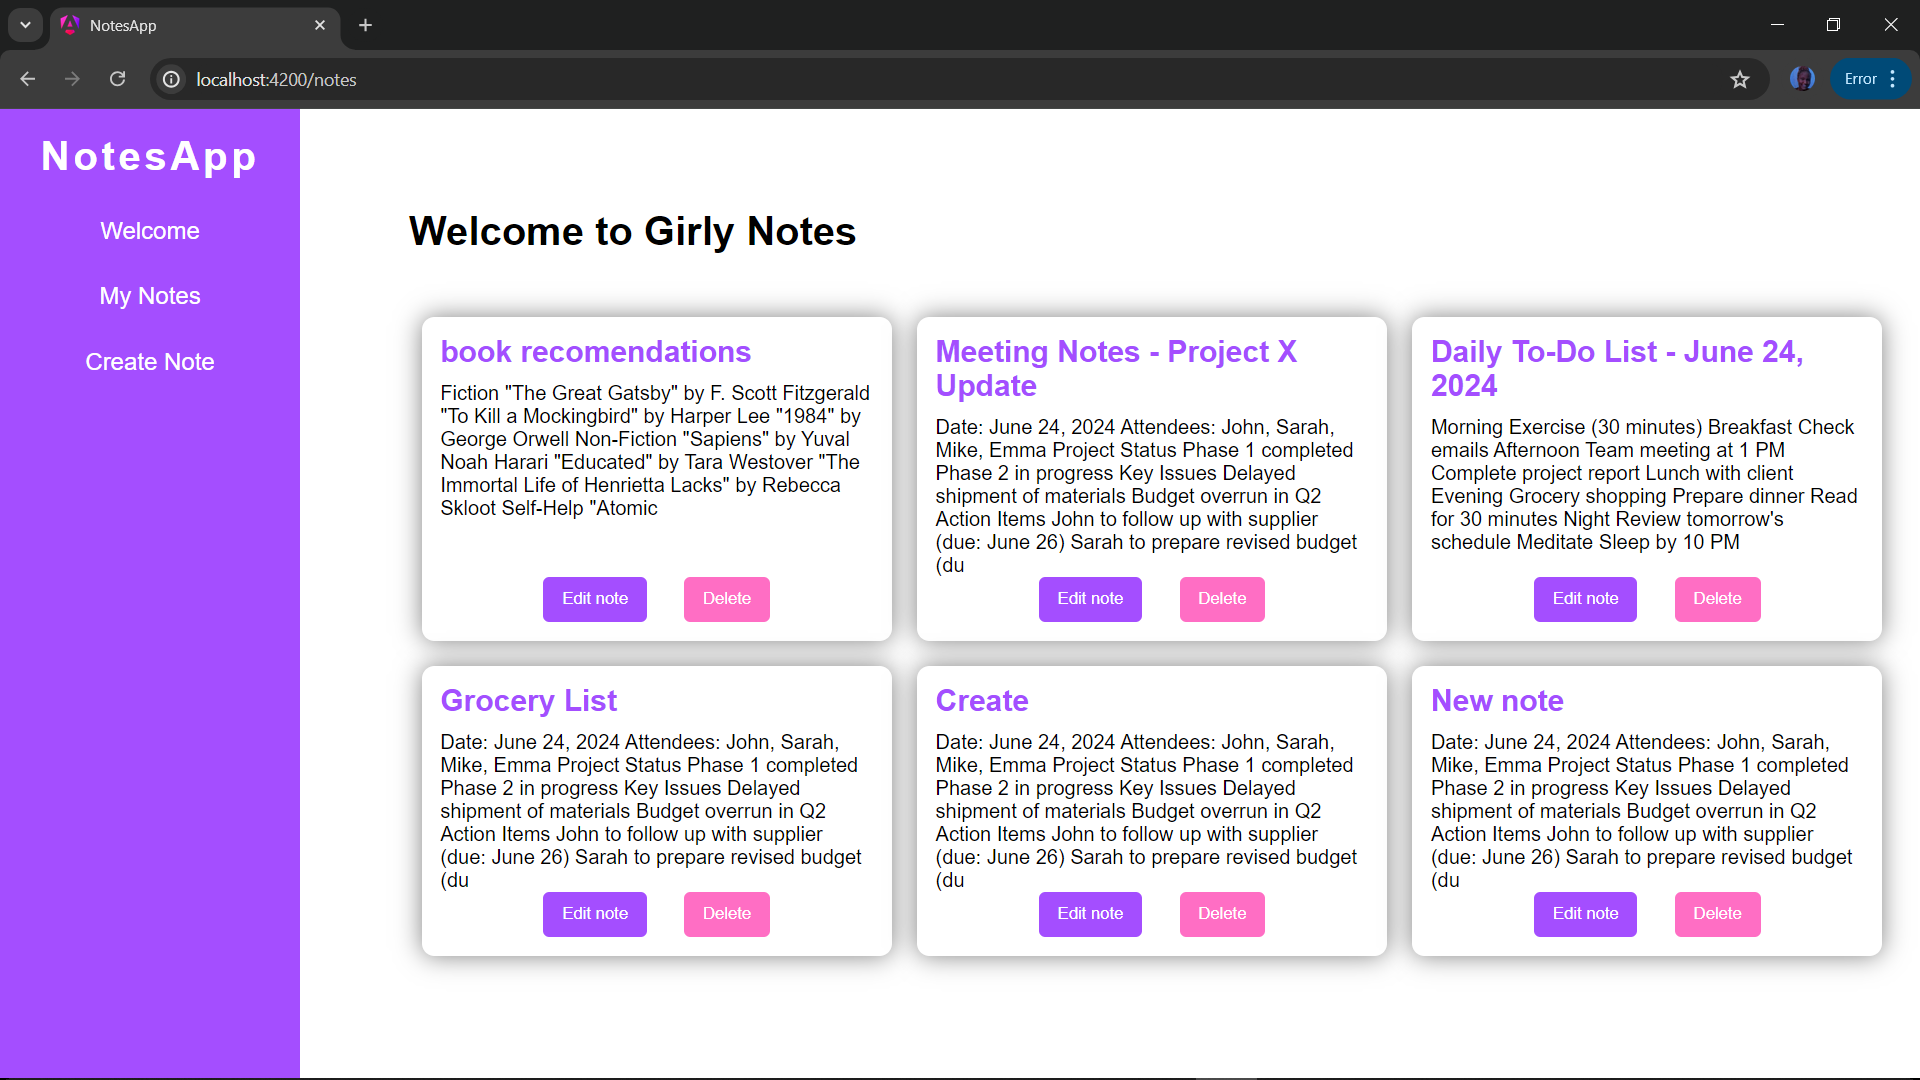 NotesApp
localhost:4200/notes
Error
NotesApp
Welcome
My Notes
Create Note
Welcome to Girly Notes
book recomendations
Fiction "The Great Gatsby" by F. Scott Fitzgerald
"To Kill a Mockingbird" by Harper Lee "1984" by
George Orwell Non-Fiction "Sapiens" by Yuval
Noah Harari "Educated" by Tara Westover "The
Immortal Life of Henrietta Lacks" by Rebecca
Skloot Self-Help "Atomic
Edit note
Delete
Meeting Notes - Project X
Update
Date: June 24, 2024 Attendees: John, Sarah,
Mike, Emma Project Status Phase 1 completed
Phase 2 in progress Key Issues Delayed
shipment of materials Budget overrun in Q2
Action Items John to follow up with supplier
(due: June 26) Sarah to prepare revised budget
(du
Edit note
Delete
Daily To-Do List - June 24,
2024
Morning Exercise (30 minutes) Breakfast Check
emails Afternoon Team meeting at 1 PM
Complete project report Lunch with client
Evening Grocery shopping Prepare dinner Read
for 30 minutes Night Review tomorrow's
schedule Meditate Sleep by 10 PM
Edit note
Delete
Grocery List
Date: June 24, 2024 Attendees: John, Sarah,
Mike, Emma Project Status Phase 1 completed
Phase 2 in progress Key Issues Delayed
shipment of materials Budget overrun in Q2
Action Items John to follow up with supplier
(due: June 26) Sarah to prepare revised budget
(du
Edit note
Delete
Create
Date: June 24, 2024 Attendees: John, Sarah,
Mike, Emma Project Status Phase 1 completed
Phase 2 in progress Key Issues Delayed
shipment of materials Budget overrun in Q2
Action Items John to follow up with supplier
(due: June 26) Sarah to prepare revised budget
(du
Edit note
Delete
New note
Date: June 24, 2024 Attendees: John, Sarah,
Mike, Emma Project Status Phase 1 completed
Phase 2 in progress Key Issues Delayed
shipment of materials Budget overrun in Q2
Action Items John to follow up with supplier
(due: June 26) Sarah to prepare revised budget
(du
Edit note
Delete